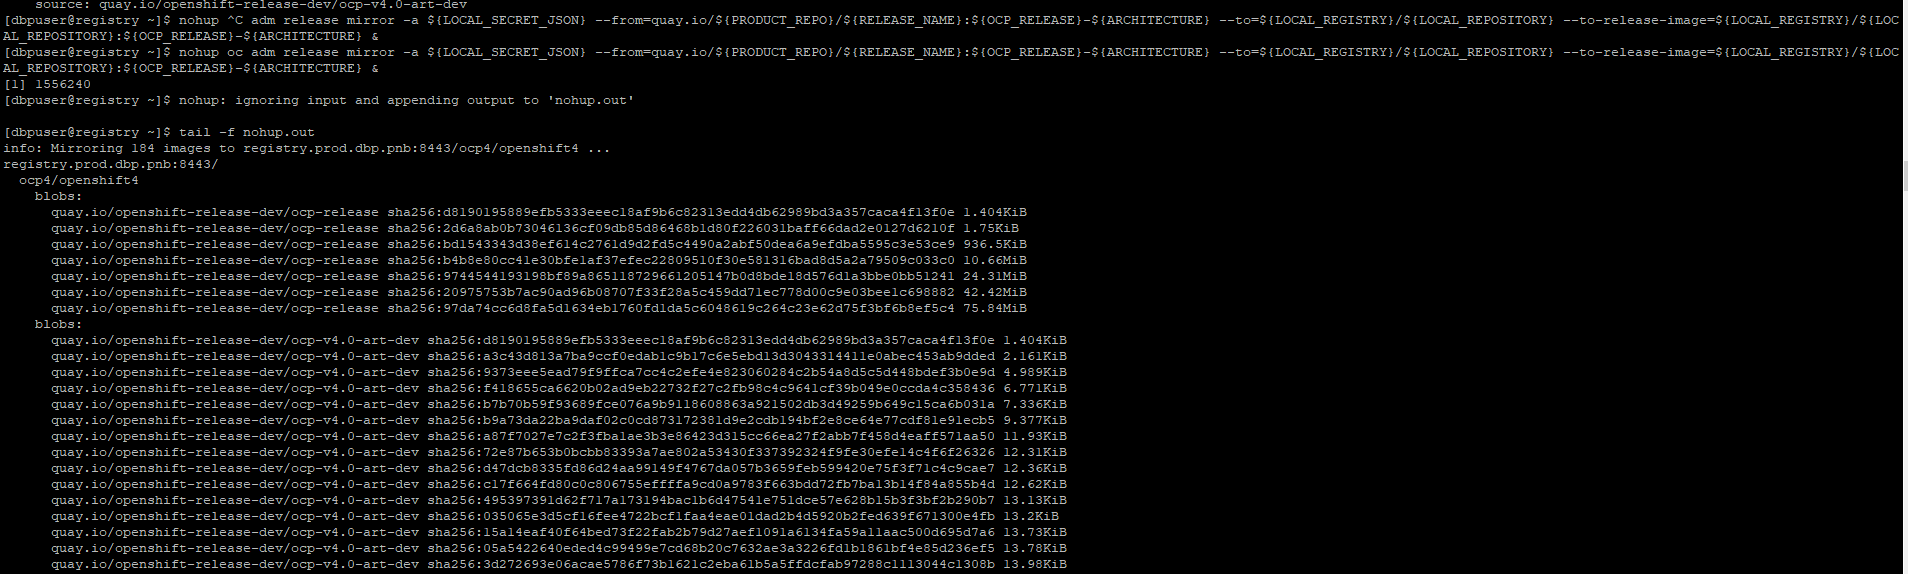 source: quay.io/openshift-release-dev/ocp-v4.0-art-dev
[dbpuser@registry ~]$ nohup ^C adm release mirror -a ${LOCAL_SECRET_JSON} --from=quay.io/${PRODUCT_REPO}/${RELEASE_NAME}:${OCP_RELEASE}-${ARCHITECTURE} --to=${LOCAL_REGISTRY}/${LOCAL_REPOSITORY} --to-release-image=${LOCAL_REGISTRY}/${LOC
AL_REPOSITORY}:${OCP_RELEASE}-${ARCHITECTURE} &
[dbpuser@registry ~]$ nohup oc adm release mirror -a ${LOCAL_SECRET_JSON} --from=quay.io/${PRODUCT_REPO}/${RELEASE_NAME}:${OCP_RELEASE}-${ARCHITECTURE} --to=${LOCAL_REGISTRY}/${LOCAL_REPOSITORY} --to-release-image=${LOCAL_REGISTRY}/${LOC
AL_REPOSITORY}:${OCP_RELEASE}-${ARCHITECTURE} &
[1] 1556240
[dbpuser@registry ~]$ nohup: ignoring input and appending output to 'nohup.out'
[dbpuser@registry ~]$ tail -f nohup.out
info: Mirroring 184 images to registry.prod.dbp.pnb:8443/ocp4/openshift4 ...
registry.prod.dbp.pnb:8443/
ocp4/openshift4
blobs:
quay.io/openshift-release-dev/ocp-release sha256:d8190195889efb5333eeec18af9b6c82313edd4db62989bd3a357caca4f13f0e 1.404KiB
quay.io/openshift-release-dev/ocp-release sha256:2d6a8ab0b73046136cf09db85d86468b1d80f226031baff66dad2e0127d6210f 1.75KiB
quay.io/openshift-release-dev/ocp-release sha256:bd1543343d38ef614c2761d9d2fd5c4490a2abf50dea6a9efdba5595c3e53ce9 936.5KiB
quay.io/openshift-release-dev/ocp-release sha256:b4b8e80cc41e30bfe1af37efec22809510f30e581316bad8d5a2a79509c033c0 10.66MiB
quay.io/openshift-release-dev/ocp-release sha256:9744544193198bf89a865118729661205147b0d8bde18d576d1a3bbe0bb51241 24.31MiB
quay.io/openshift-release-dev/ocp-release sha256:20975753b7ac90ad96b08707f33f28a5c459dd71ec778d00c9e03bee1c698882 42.42MiB
quay.io/openshift-release-dev/ocp-release sha256:97da74cc6d8fa5d1634eb1760fd1da5c6048619c264c23e62d75f3bf6b8ef5c4 75.84MiB
blobs:
quay.io/openshift-release-dev/ocp-v4.0-art-dev sha256:d8190195889efb5333eeec18af9b6c82313edd4db62989bd3a357caca4f13f0e 1.404KiB
quay.io/openshift-release-dev/ocp-v4.0-art-dev sha256:a3c43d813a7ba9ccf0edab1c9b17c6e5ebd13d3043314411e0abec453ab9dded 2.161KiB
quay.io/openshift-release-dev/ocp-v4.0-art-dev sha256:9373eee5ead79f9ffca7cc4c2efe4e823060284c2b54a8d5c5d448bdef3b0e9d 4.989KiB
quay.io/openshift-release-dev/ocp-v4.0-art-dev sha256:f418655ca6620b02ad9eb22732f27c2fb98c4c9641cf39b049e0ccda4c358436 6.771KiB
quay.io/openshift-release-dev/ocp-v4.0-art-dev sha256:b7b70b59f93689fce076a9b9118608863a921502db3d49259b649c15ca6b031a 7.336KiB
quay.io/openshift-release-dev/ocp-v4.0-art-dev sha256:b9a73da22ba9daf02c0cd873172381d9e2cdb194bf2e8ce64e77cdf81e91ecb5 9.377KiB
quay.io/openshift-release-dev/ocp-v4.0-art-dev sha256:a87f7027e7c2f3fba1ae3b3e86423d315cc66ea27f2abb7f458d4eaff571aa50 11.93KiB
quay.io/openshift-release-dev/ocp-v4.0-art-dev sha256:72e87b653b0bcbb83393a7ae802a53430f337392324f9fe30efe14c4f6f26326 12.31KiB
quay.io/openshift-release-dev/ocp-v4.0-art-dev sha256:d47dcb8335fd86d24aa99149f4767da057b3659feb599420e75f3f71c4c9cae7 12.36KiB
quay.io/openshift-release-dev/ocp-v4.0-art-dev sha256:c17f664fd80c0c806755effffa9cd0a9783f663bdd72fb7ba13b14f84a855b4d 12.62KiB
quay.io/openshift-release-dev/ocp-v4.0-art-dev sha256:495397391d62f717a173194bac1b6d47541e751dce57e628b15b3f3bf2b290b7 13.13KiB
quay.io/openshift-release-dev/ocp-v4.0-art-dev sha256:035065e3d5cf16fee4722bcf1faa4eae01dad2b4d5920b2fed639f671300e4fb 13.2KiB
quay.io/openshift-release-dev/ocp-v4.0-art-dev sha256:15a14eaf40f64bed73f22fab2b79d27aef1091a6134fa59a11aac500d695d7a6 13.73KiB
quay.io/openshift-release-dev/ocp-v4.0-art-dev sha256:05a5422640eded4c99499e7cd68b20c7632ae3a3226fd1b1861bf4e85d236ef5 13.78KiB
quay.io/openshift-release-dev/ocp-v4.0-art-dev sha256:3d272693e06acae5786f73b1621c2eba61b5a5ffdcfab97288c1113044c1308b 13.98KiB